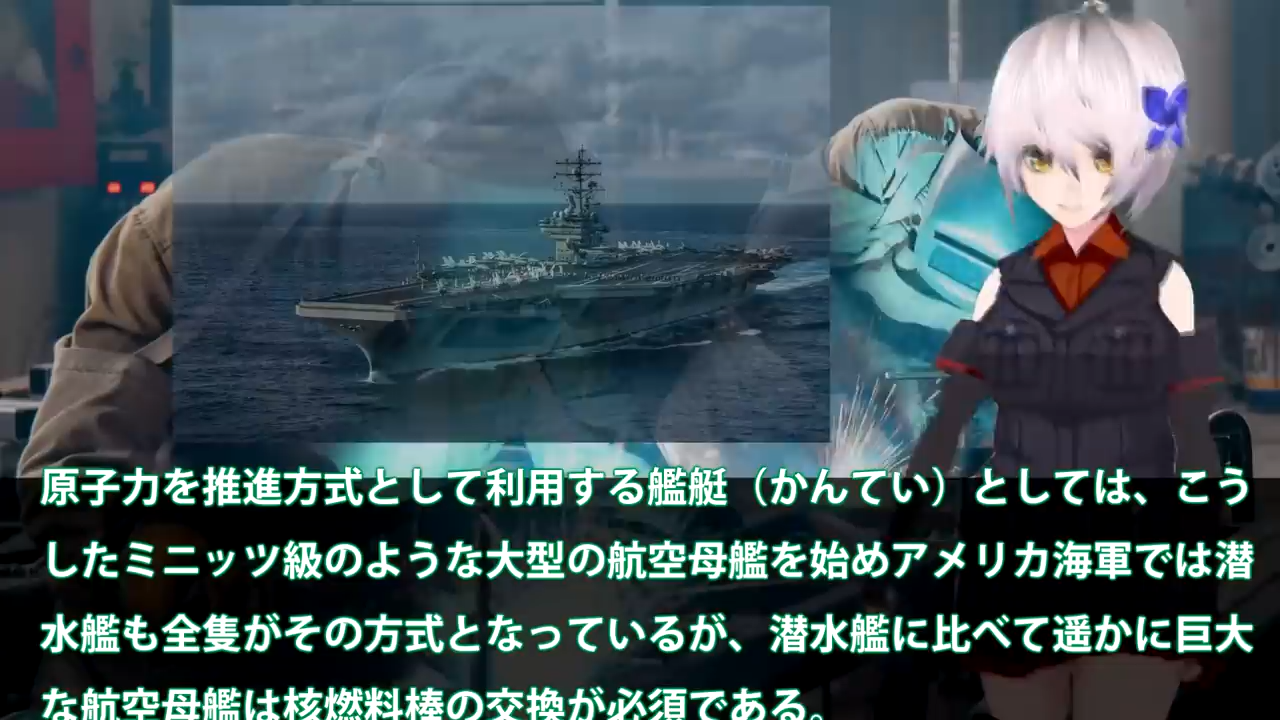 原子力を推進方式として利用する艦艇（かんてい）としては、こう
したミニッツ級のような大型の航空母艦を始めアメリカ海軍では潜
水艦も全隻がその方式となっているが、潜水艦に比べて遥かに巨大
な航空母艦は核燃料棒の交換が必須である。